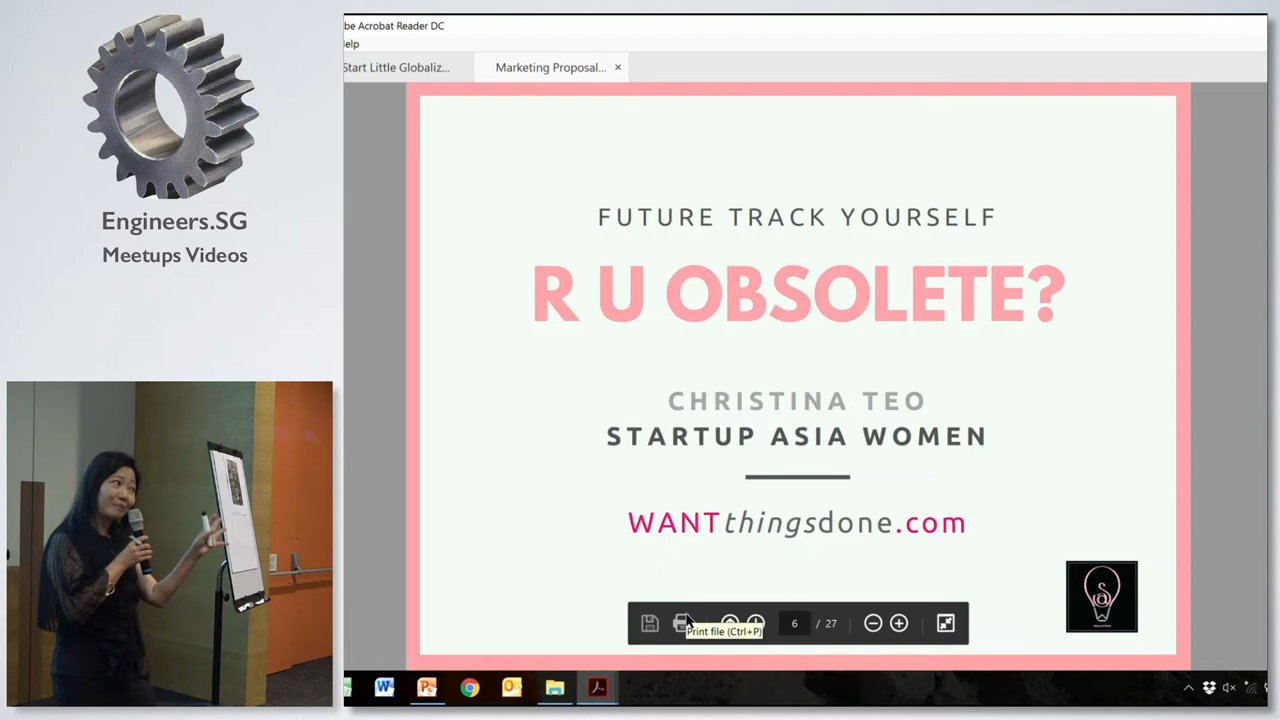 Engineers.SG
Meetups Videos
be Acrobat Reader DC
elp
Start Little Globaliz...
Marketing Proposal...
FUTURE TRACK YOURSELF
R U OBSOLETE?
CHRISTINA TEO
STARTUP ASIA WOMEN
WANTthingsdone.com
6 / 27
Print file (Ctrl+P)